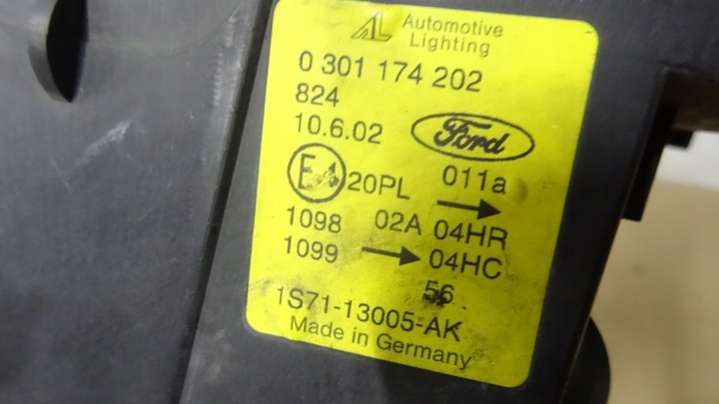 AL Automotive
Lighting
0 301 174 202
824
10.6.02 Ford
E1 20PL 011a →
1098 02A 04HR
1099 → 04HC
56
1S71-13005-AK
Made in Germany